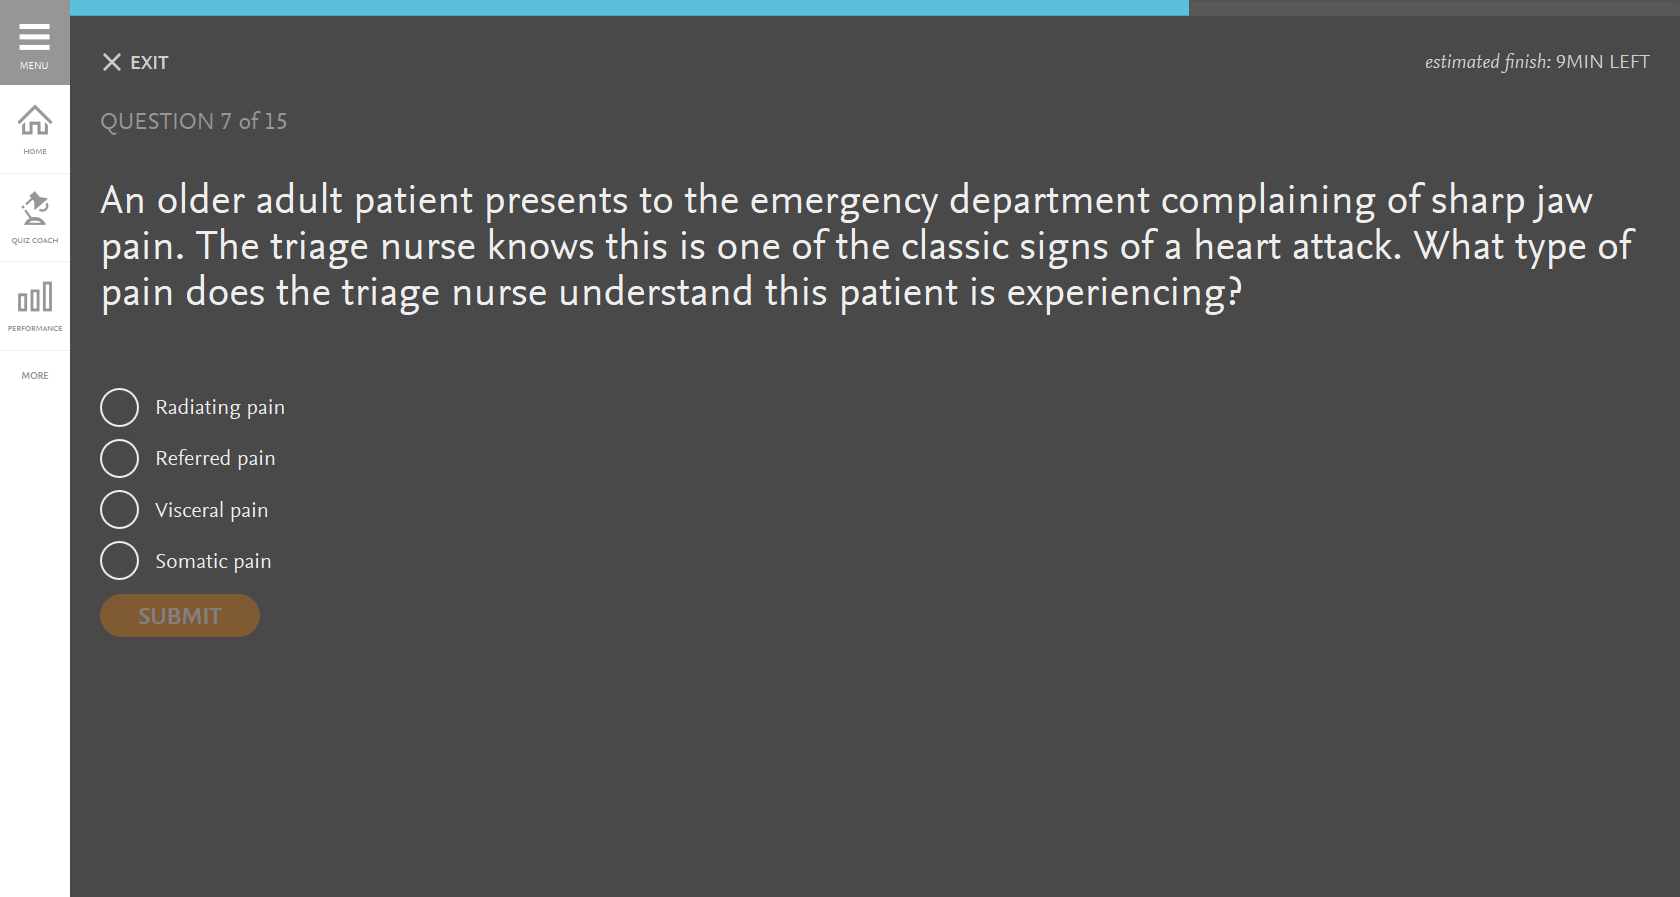 MENU
HOME
QUIZ COACH
PERFORMANCE
MORE
EXIT
estimated finish: 9MIN LEFT
QUESTION 7 of 15
An older adult patient presents to the emergency department complaining of sharp jaw
pain. The triage nurse knows this is one of the classic signs of a heart attack. What type of
pain does the triage nurse understand this patient is experiencing?
Radiating pain
Referred pain
Visceral pain
Somatic pain
SUBMIT